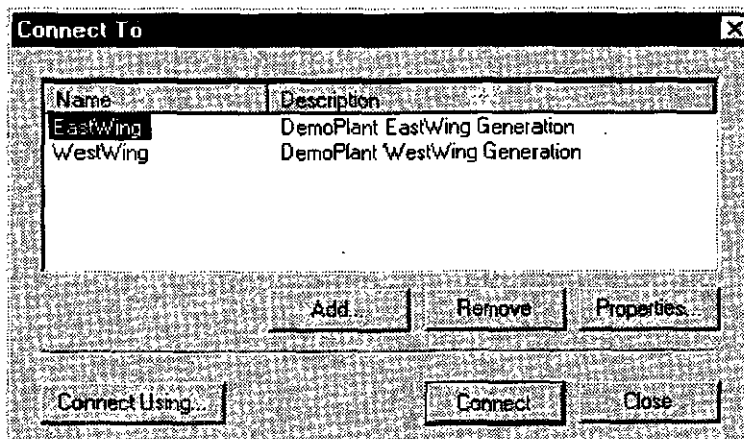 Connect To
Name Description
EastWing DemoPlant EastWing Generation
WestWing DemoPlant WestWing Generation
Add... Remove Properties...
Connect Using... Connect Close